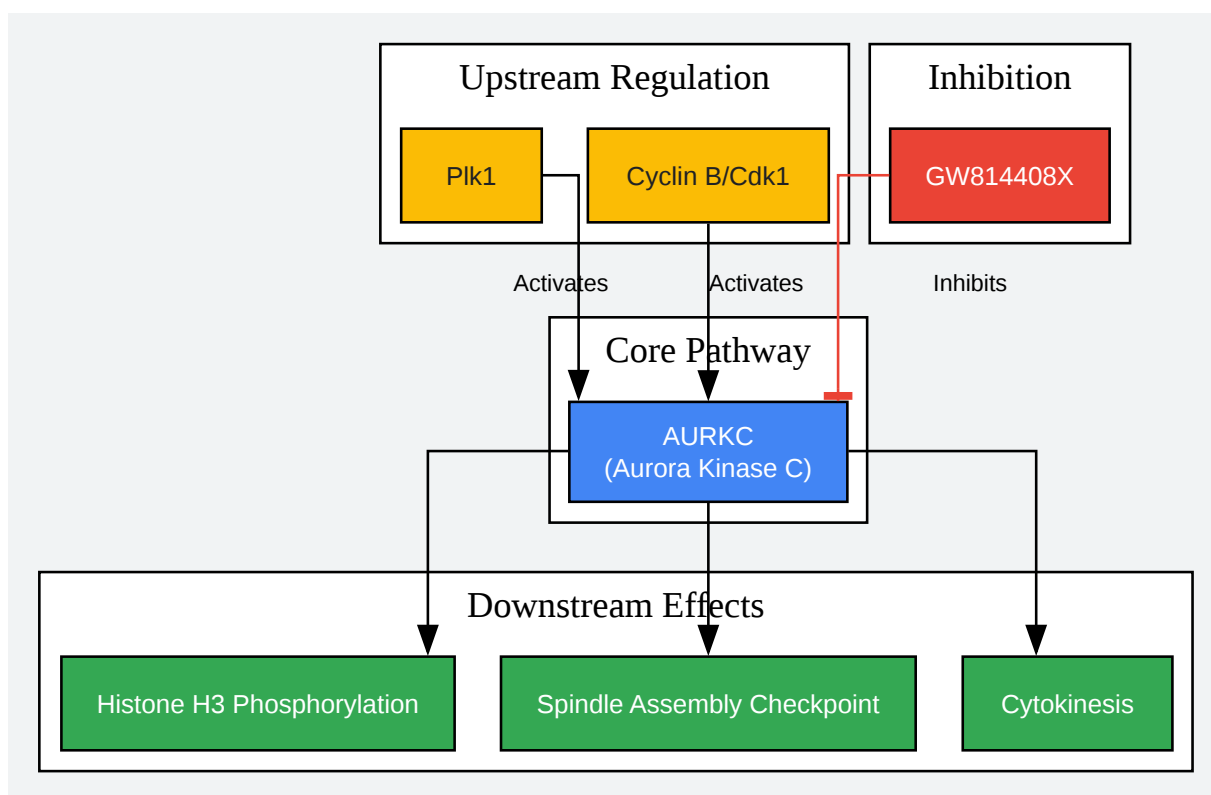 Upstream Regulation
Inhibition
Plk1
Cyclin B/Cdk1
GW814408X
Activates
Activates
Inhibits
Core Pathway
AURKC
(Aurora Kinase C)
Downstream Effects
Histone H3 Phosphorylation
Spindle Assembly Checkpoint
Cytokinesis